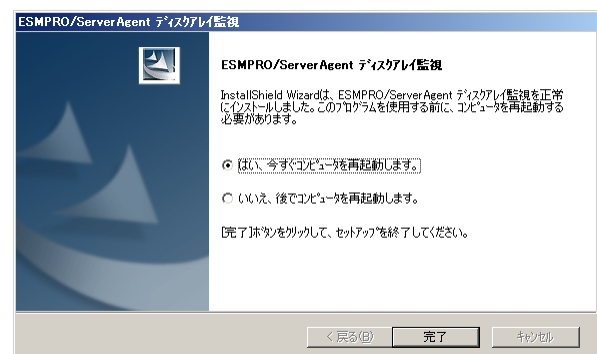 ESMPRO/ServerAgent ﾃﾞｨｽｸｱﾚｲ監視
ESMPRO/ServerAgent ﾃﾞｨｽｸｱﾚｲ監視
InstallShield Wizardは、ESMPRO/ServerAgent ﾃﾞｨｽｸｱﾚｲ監視を正常
にｲﾝｽﾄｰﾙしました。このﾌﾟﾛｸﾞﾗﾑを使用する前に、ｺﾝﾋﾟｭｰﾀを再起動する
必要があります。
はい、今すぐｺﾝﾋﾟｭｰﾀを再起動します。
いいえ、後でｺﾝﾋﾟｭｰﾀを再起動します。
[完了]ﾎﾞﾀﾝをｸﾘｯｸして、ｾｯﾄｱｯﾌﾟを終了してください。
< 戻る(B) 完了 ｷｬﾝｾﾙ